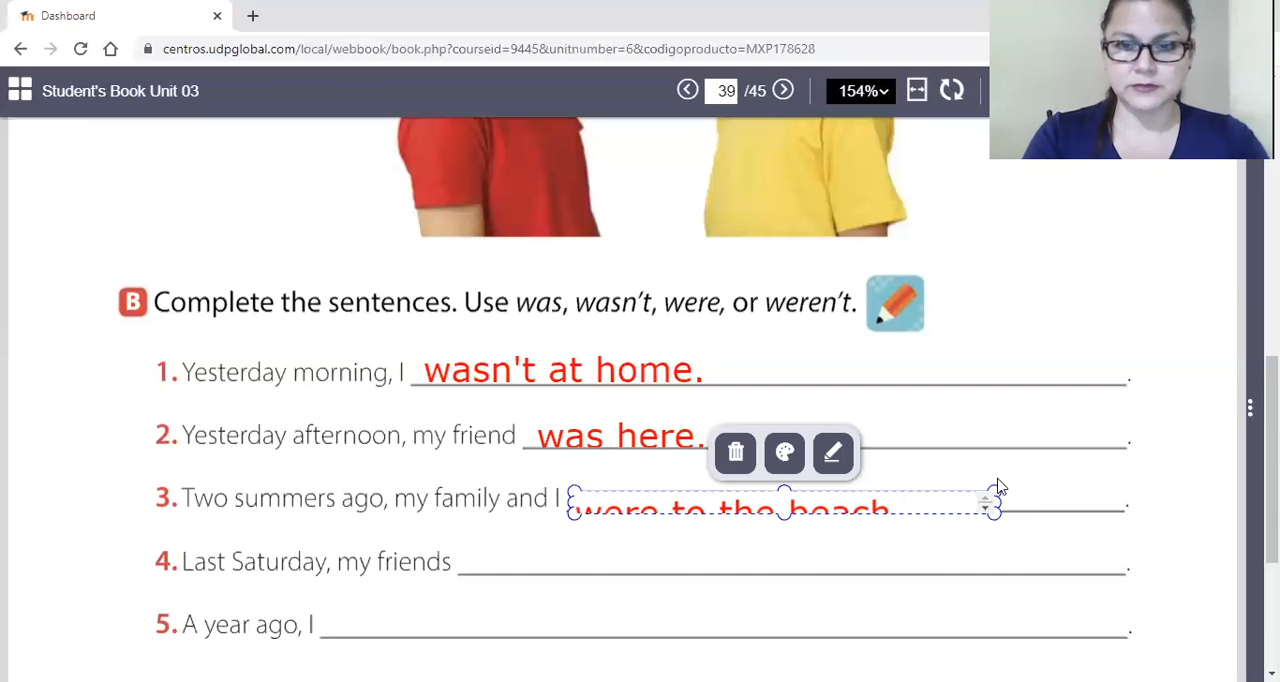 Dashboard
centros.udpglobal.com/local/webbook/book.php?courseid=9445&unitnumber=6&codigoproducto=MXP178628
Student's Book Unit 03
39 /45
154%
B Complete the sentences. Use was, wasn't, were, or weren't.
1. Yesterday morning, I wasn't at home. .
2. Yesterday afternoon, my friend was here. .
3. Two summers ago, my family and I were to the beach .
4. Last Saturday, my friends .
5. A year ago, I .